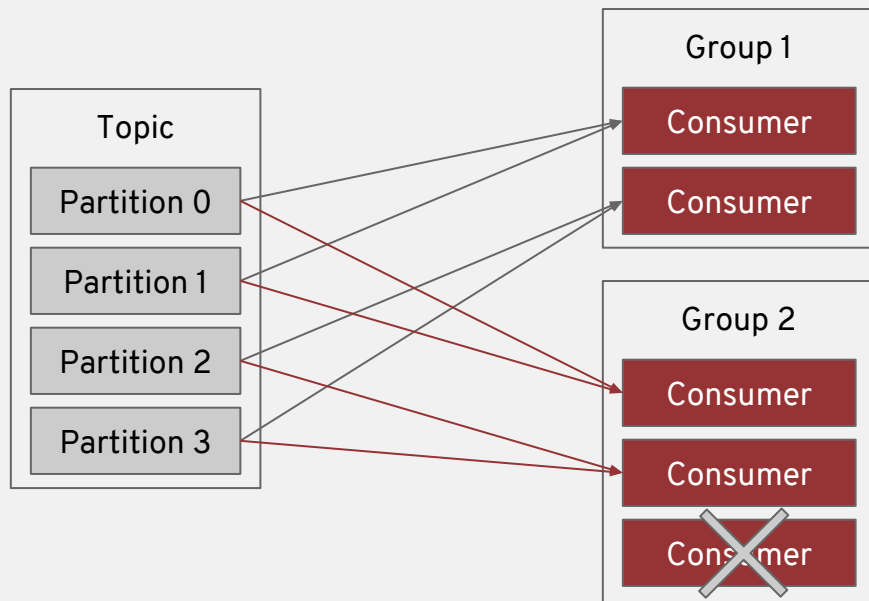 Topic
Partition 0
Partition 1
Partition 2
Partition 3
Group 1
Consumer
Consumer
Group 2
Consumer
Consumer
Consumer